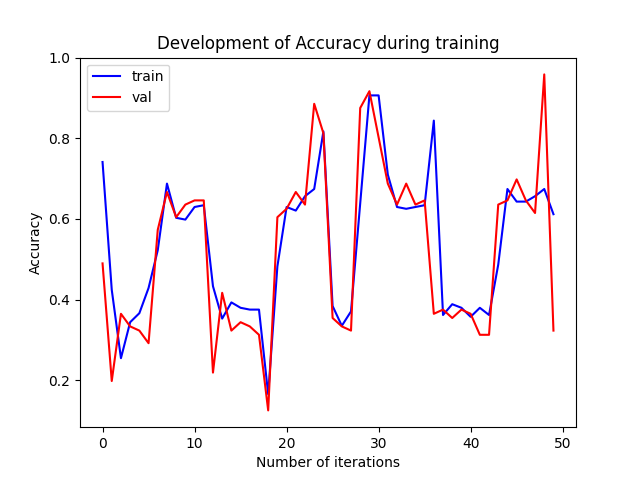 Development of Accuracy during training
train
val
1.0
0.8
0.6
0.4
0.2
Accuracy
0 10 20 30 40 50
Number of iterations